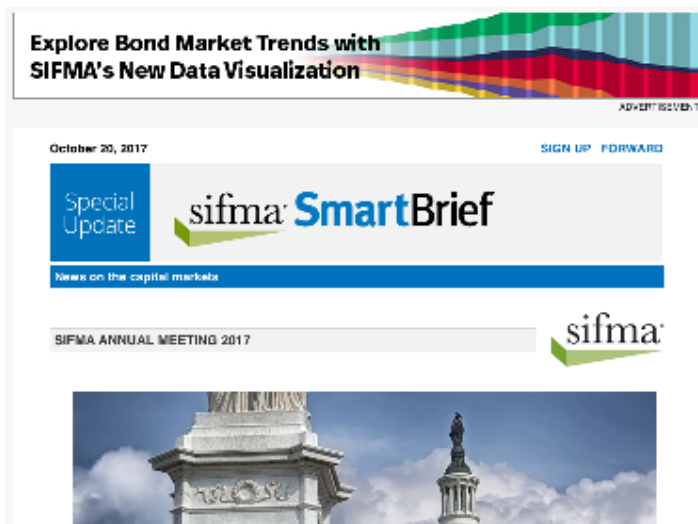 Explore Bond Market Trends with
SIFMA's New Data Visualization
ADVERTISEMENT
October 20, 2017
SIGN UP FORWARD
Special
Update
sifma SmartBrief
News on the capital markets
SIFMA ANNUAL MEETING 2017
sifma